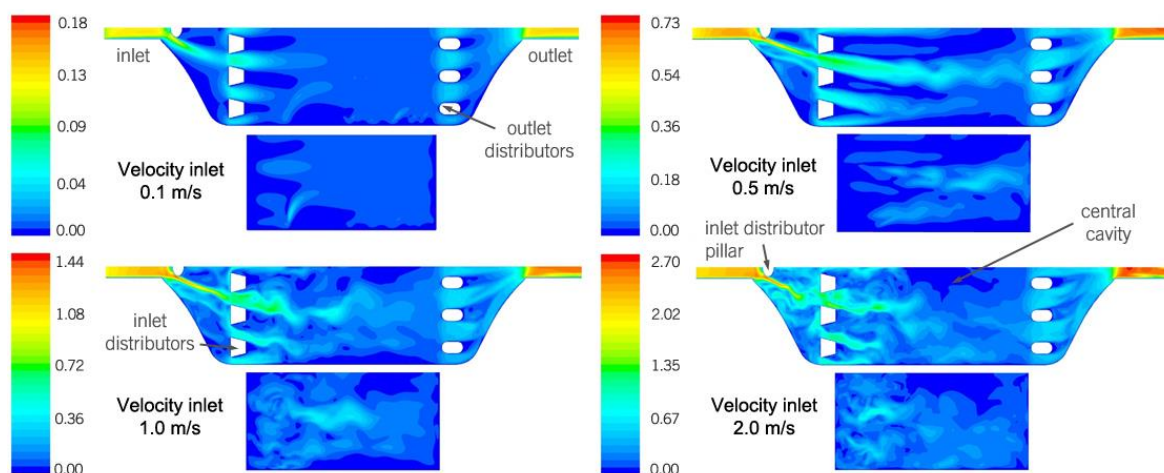 0.18
0.13
0.09
0.04
0.00
inlet
outlet
outlet
distributors
Velocity inlet
0.1 m/s
0.73
0.54
0.36
0.18
0.00
Velocity inlet
0.5 m/s
1.44
1.08
0.72
0.36
0.00
inlet
distributors
Velocity inlet
1.0 m/s
2.70
2.02
1.35
0.67
0.00
inlet distributor
pillar
central
cavity
Velocity inlet
2.0 m/s